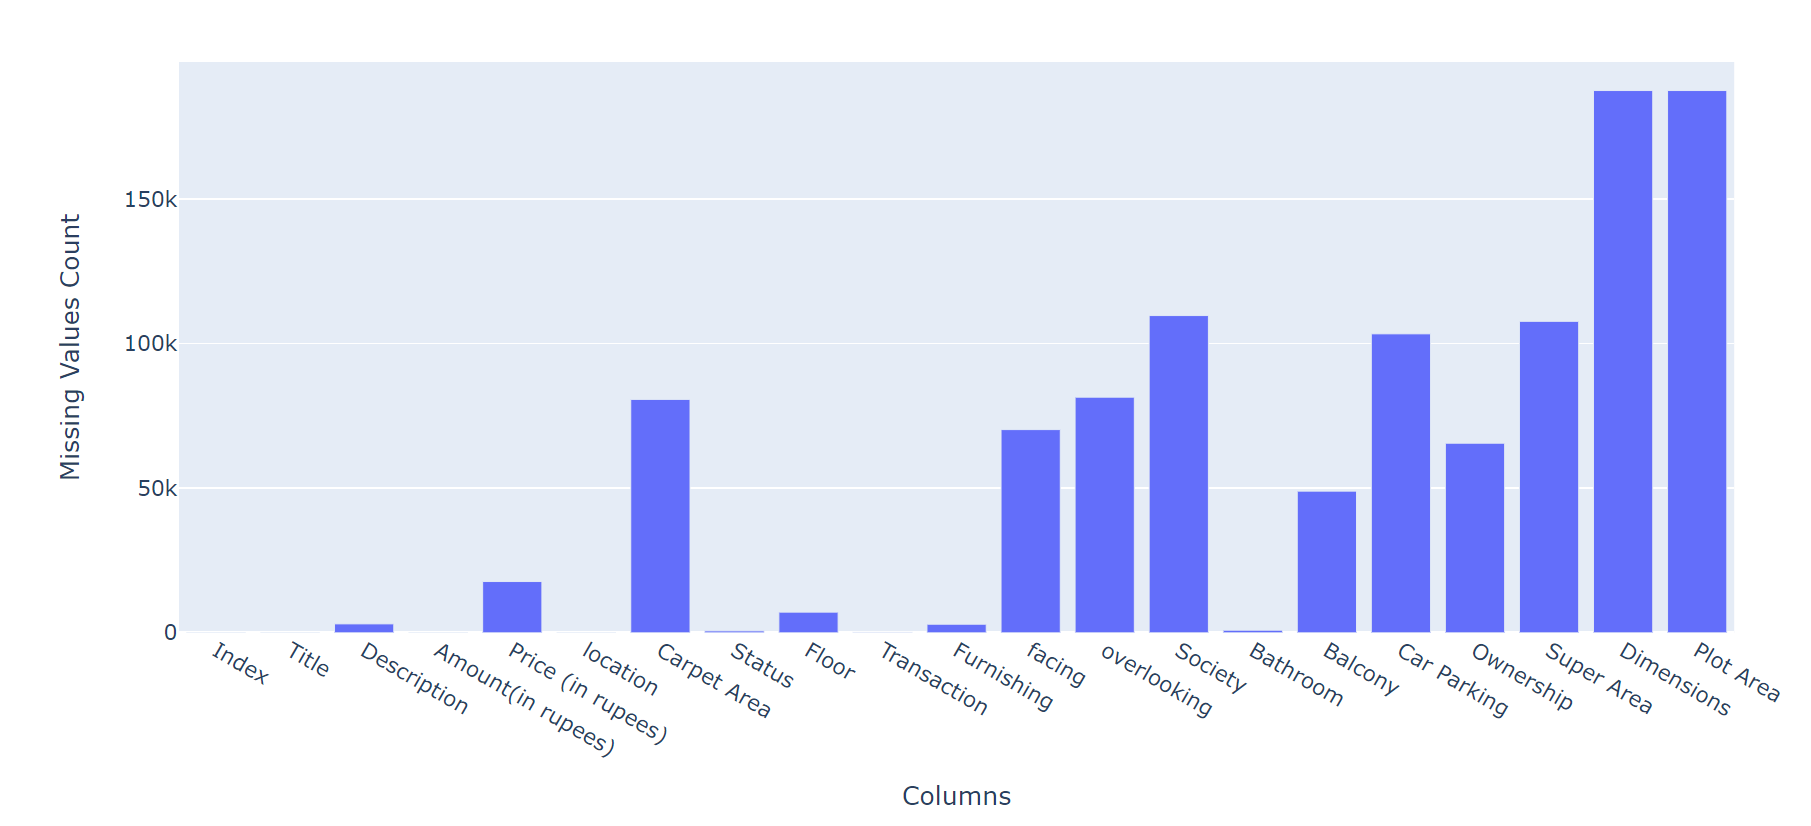 Missing Values Count
150k
100k
50k
0
Index
Title
Description
Amount(in rupees)
Price (in rupees)
location
Carpet Area
Status
Floor
Transaction
Furnishing
facing
overlooking
Society
Bathroom
Balcony
Car Parking
Ownership
Super Area
Dimensions
Plot Area
Columns